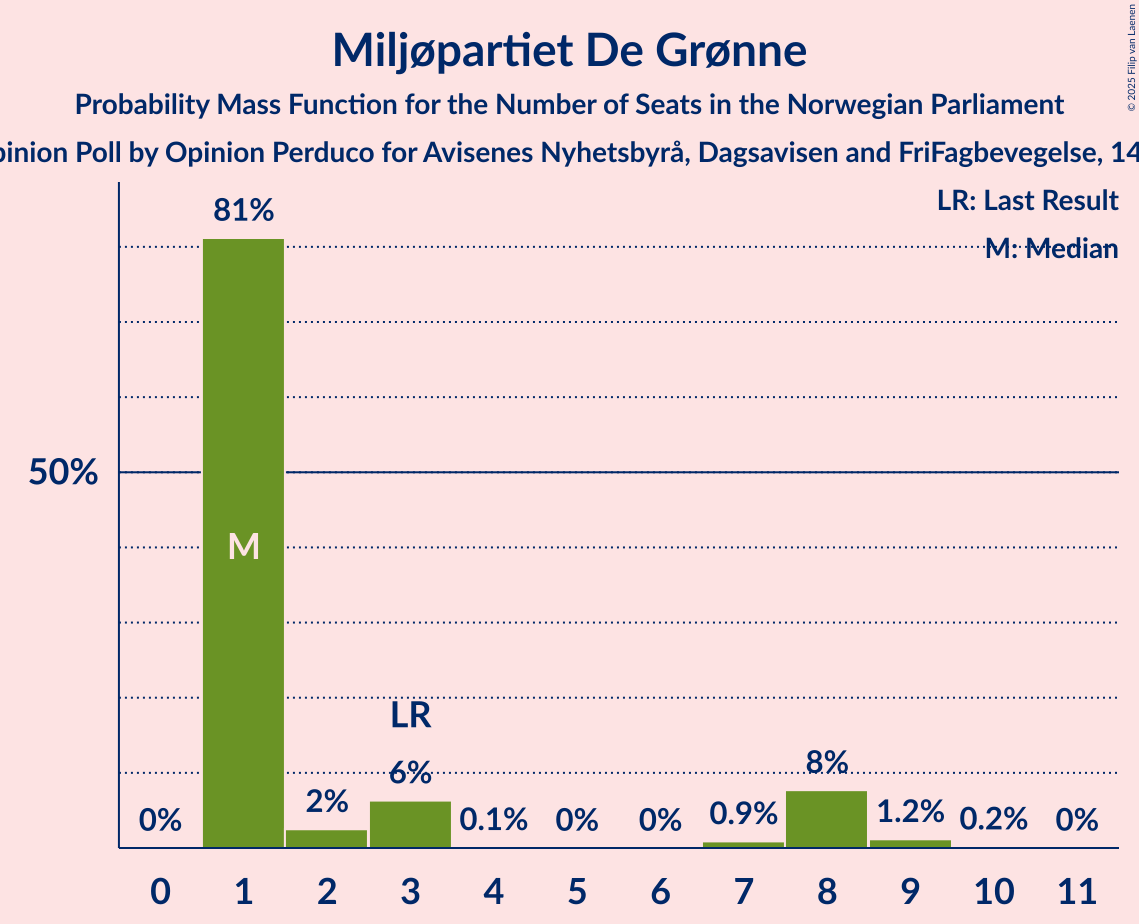 Miljøpartiet De Grønne
Probability Mass Function for the Number of Seats in the Norwegian Parliament
Opinion Poll by Opinion Perduco for Avisenes Nyhetsbyrå, Dagsavisen and FriFagbevegelse, 14
© 2025 Filip van Laenen
LR: Last Result
M: Median
50%
0% 81% 2% 6% 0.1% 0% 0% 0.9% 8% 1.2% 0.2% 0%
M
LR
0 1 2 3 4 5 6 7 8 9 10 11